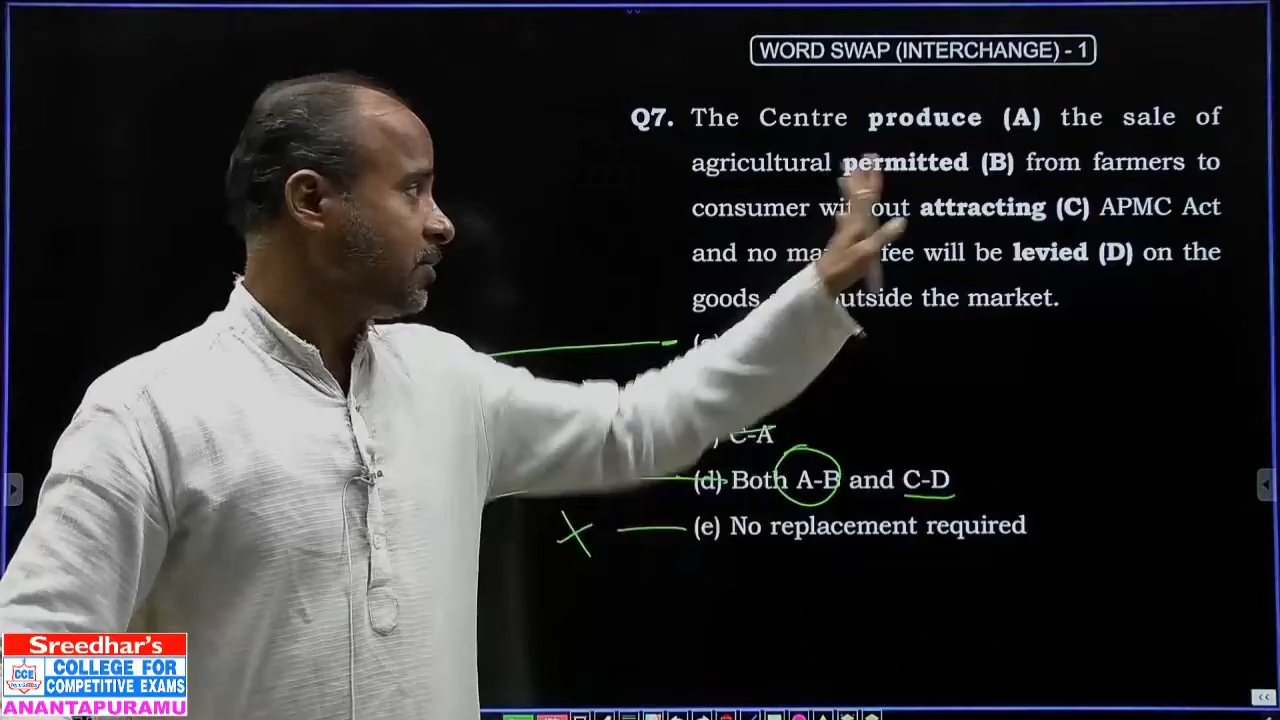 WORD SWAP (INTERCHANGE) - 1
Q7. The Centre produce (A) the sale of
agricultural permitted (B) from farmers to
consumer without attracting (C) APMC Act
and no fee will be levied (D) on the
goods outside the market.
C-A
(d) Both A-B and C-D
(e) No replacement required
Sreedhar's
CCE
COLLEGE FOR
COMPETITIVE EXAMS
ANANTAPURAMU